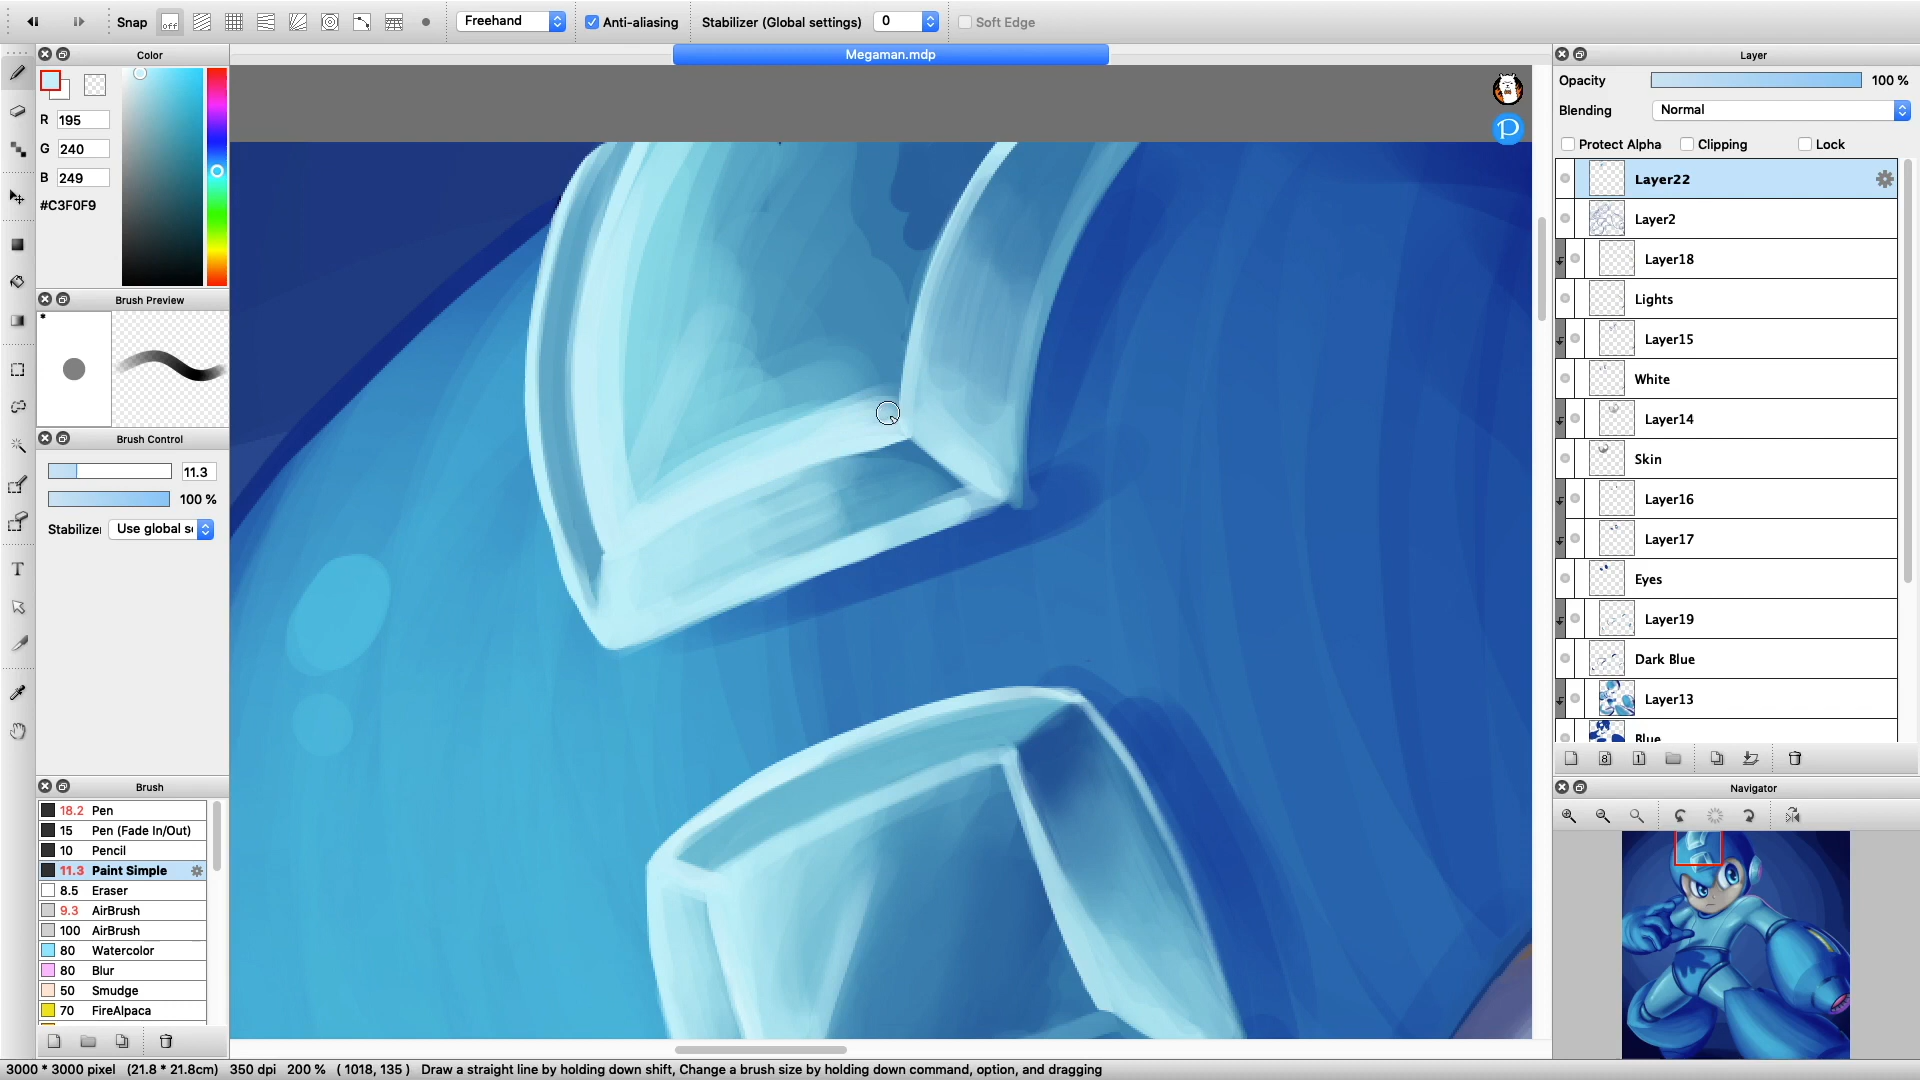 Snap
off
Freehand
Anti-aliasing
Stabilizer (Global settings)
0
Soft Edge
Color
Megaman.mdp
Layer
R 195
G 240
B 249
#C3F0F9
Opacity
100 %
Blending
Normal
Protect Alpha
Clipping
Lock
Layer22
Layer2
Layer18
Lights
Layer15
White
Layer14
Skin
Layer16
Layer17
Eyes
Layer19
Dark Blue
Layer13
Blue
8
1
Brush Preview
*
Brush Control
11.3
100 %
Stabilizer
Use global s
Brush
18.2 Pen
15 Pen (Fade In/Out)
10 Pencil
11.3 Paint Simple
8.5 Eraser
9.3 AirBrush
100 AirBrush
80 Watercolor
80 Blur
50 Smudge
70 FireAlpaca
Navigator
3000 * 3000 pixel (21.8 * 21.8cm) 350 dpi 200 % ( 1018, 135 ) Draw a straight line by holding down shift, Change a brush size by holding down command, option, and dragging